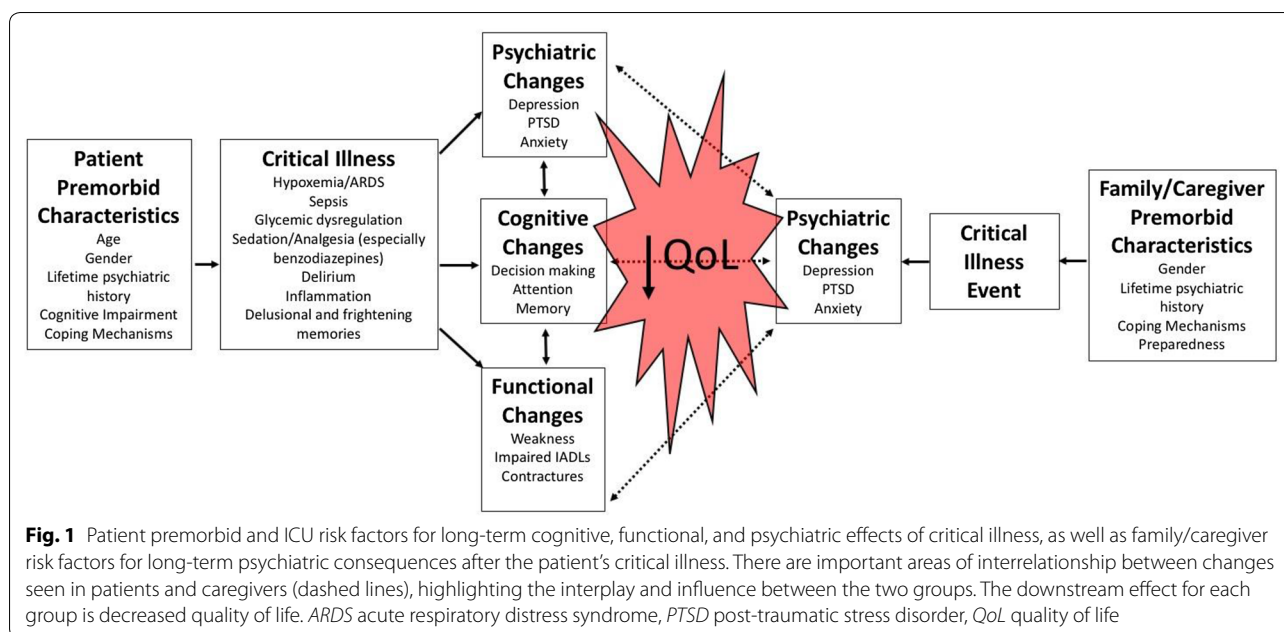 Patient
Premorbid
Characteristics
Age
Gender
Lifetime psychiatric
history
Cognitive Impairment
Coping Mechanisms
Critical Illness
Hypoxemia/ARDS
Sepsis
Glycemic dysregulation
Sedation/Analgesia (especially
benzodiazepines)
Delirium
Inflammation
Delusional and frightening
memories
Psychiatric
Changes
Depression
PTSD
Anxiety
Cognitive
Changes
Decision making
Attention
Memory
Functional
Changes
Weakness
Impaired IADLs
Contractures
QoL
Psychiatric
Changes
Depression
PTSD
Anxiety
Critical
Illness
Event
Family/Caregiver
Premorbid
Characteristics
Gender
Lifetime psychiatric
history
Coping Mechanisms
Preparedness
Fig. 1 Patient premorbid and ICU risk factors for long-term cognitive, functional, and psychiatric effects of critical illness, as well as family/caregiver
risk factors for long-term psychiatric consequences after the patient's critical illness. There are important areas of interrelationship between changes
seen in patients and caregivers (dashed lines), highlighting the interplay and influence between the two groups. The downstream effect for each
group is decreased quality of life. ARDS acute respiratory distress syndrome, PTSD post-traumatic stress disorder, QoL quality of life